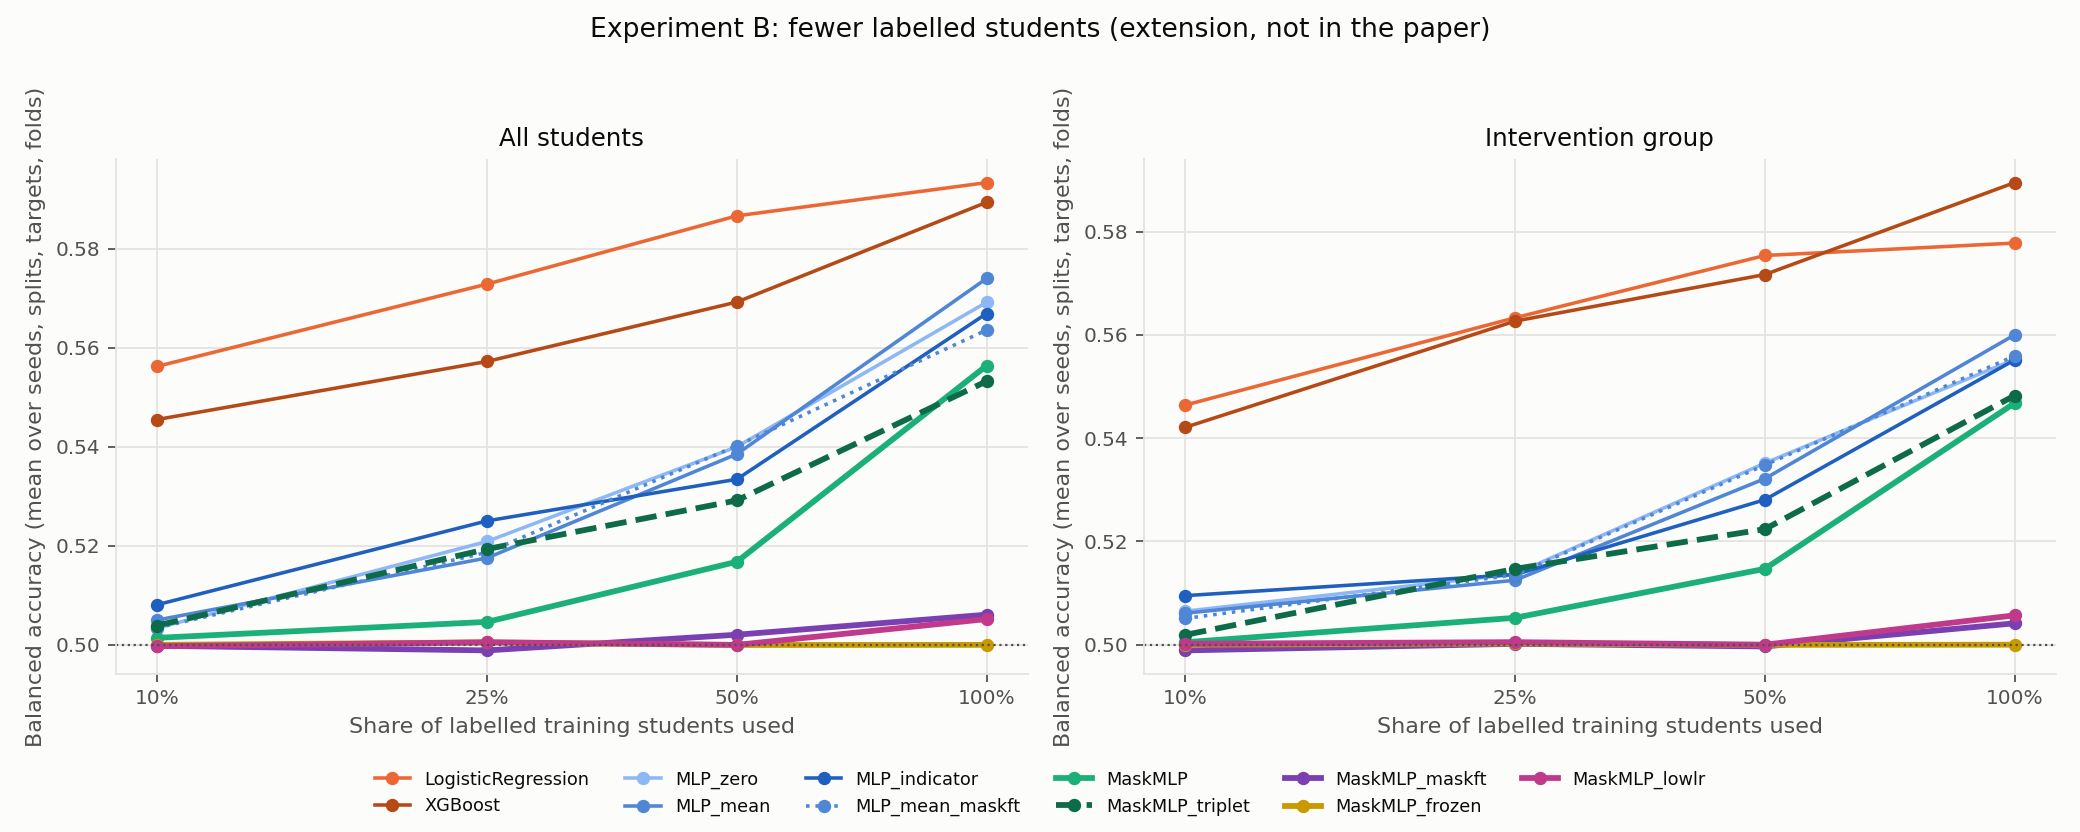 Experiment B: fewer labelled students (extension, not in the paper)
All students
Balanced accuracy (mean over seeds, splits, targets, folds)
0.58
0.56
0.54
0.52
0.50
10% 25% 50% 100%
Share of labelled training students used
Intervention group
Balanced accuracy (mean over seeds, splits, targets, folds)
0.58
0.56
0.54
0.52
0.50
10% 25% 50% 100%
Share of labelled training students used
LogisticRegression MLP_zero MLP_indicator MaskMLP MaskMLP_maskft MaskMLP_lowlr
XGBoost MLP_mean MLP_mean_maskft MaskMLP_triplet MaskMLP_frozen